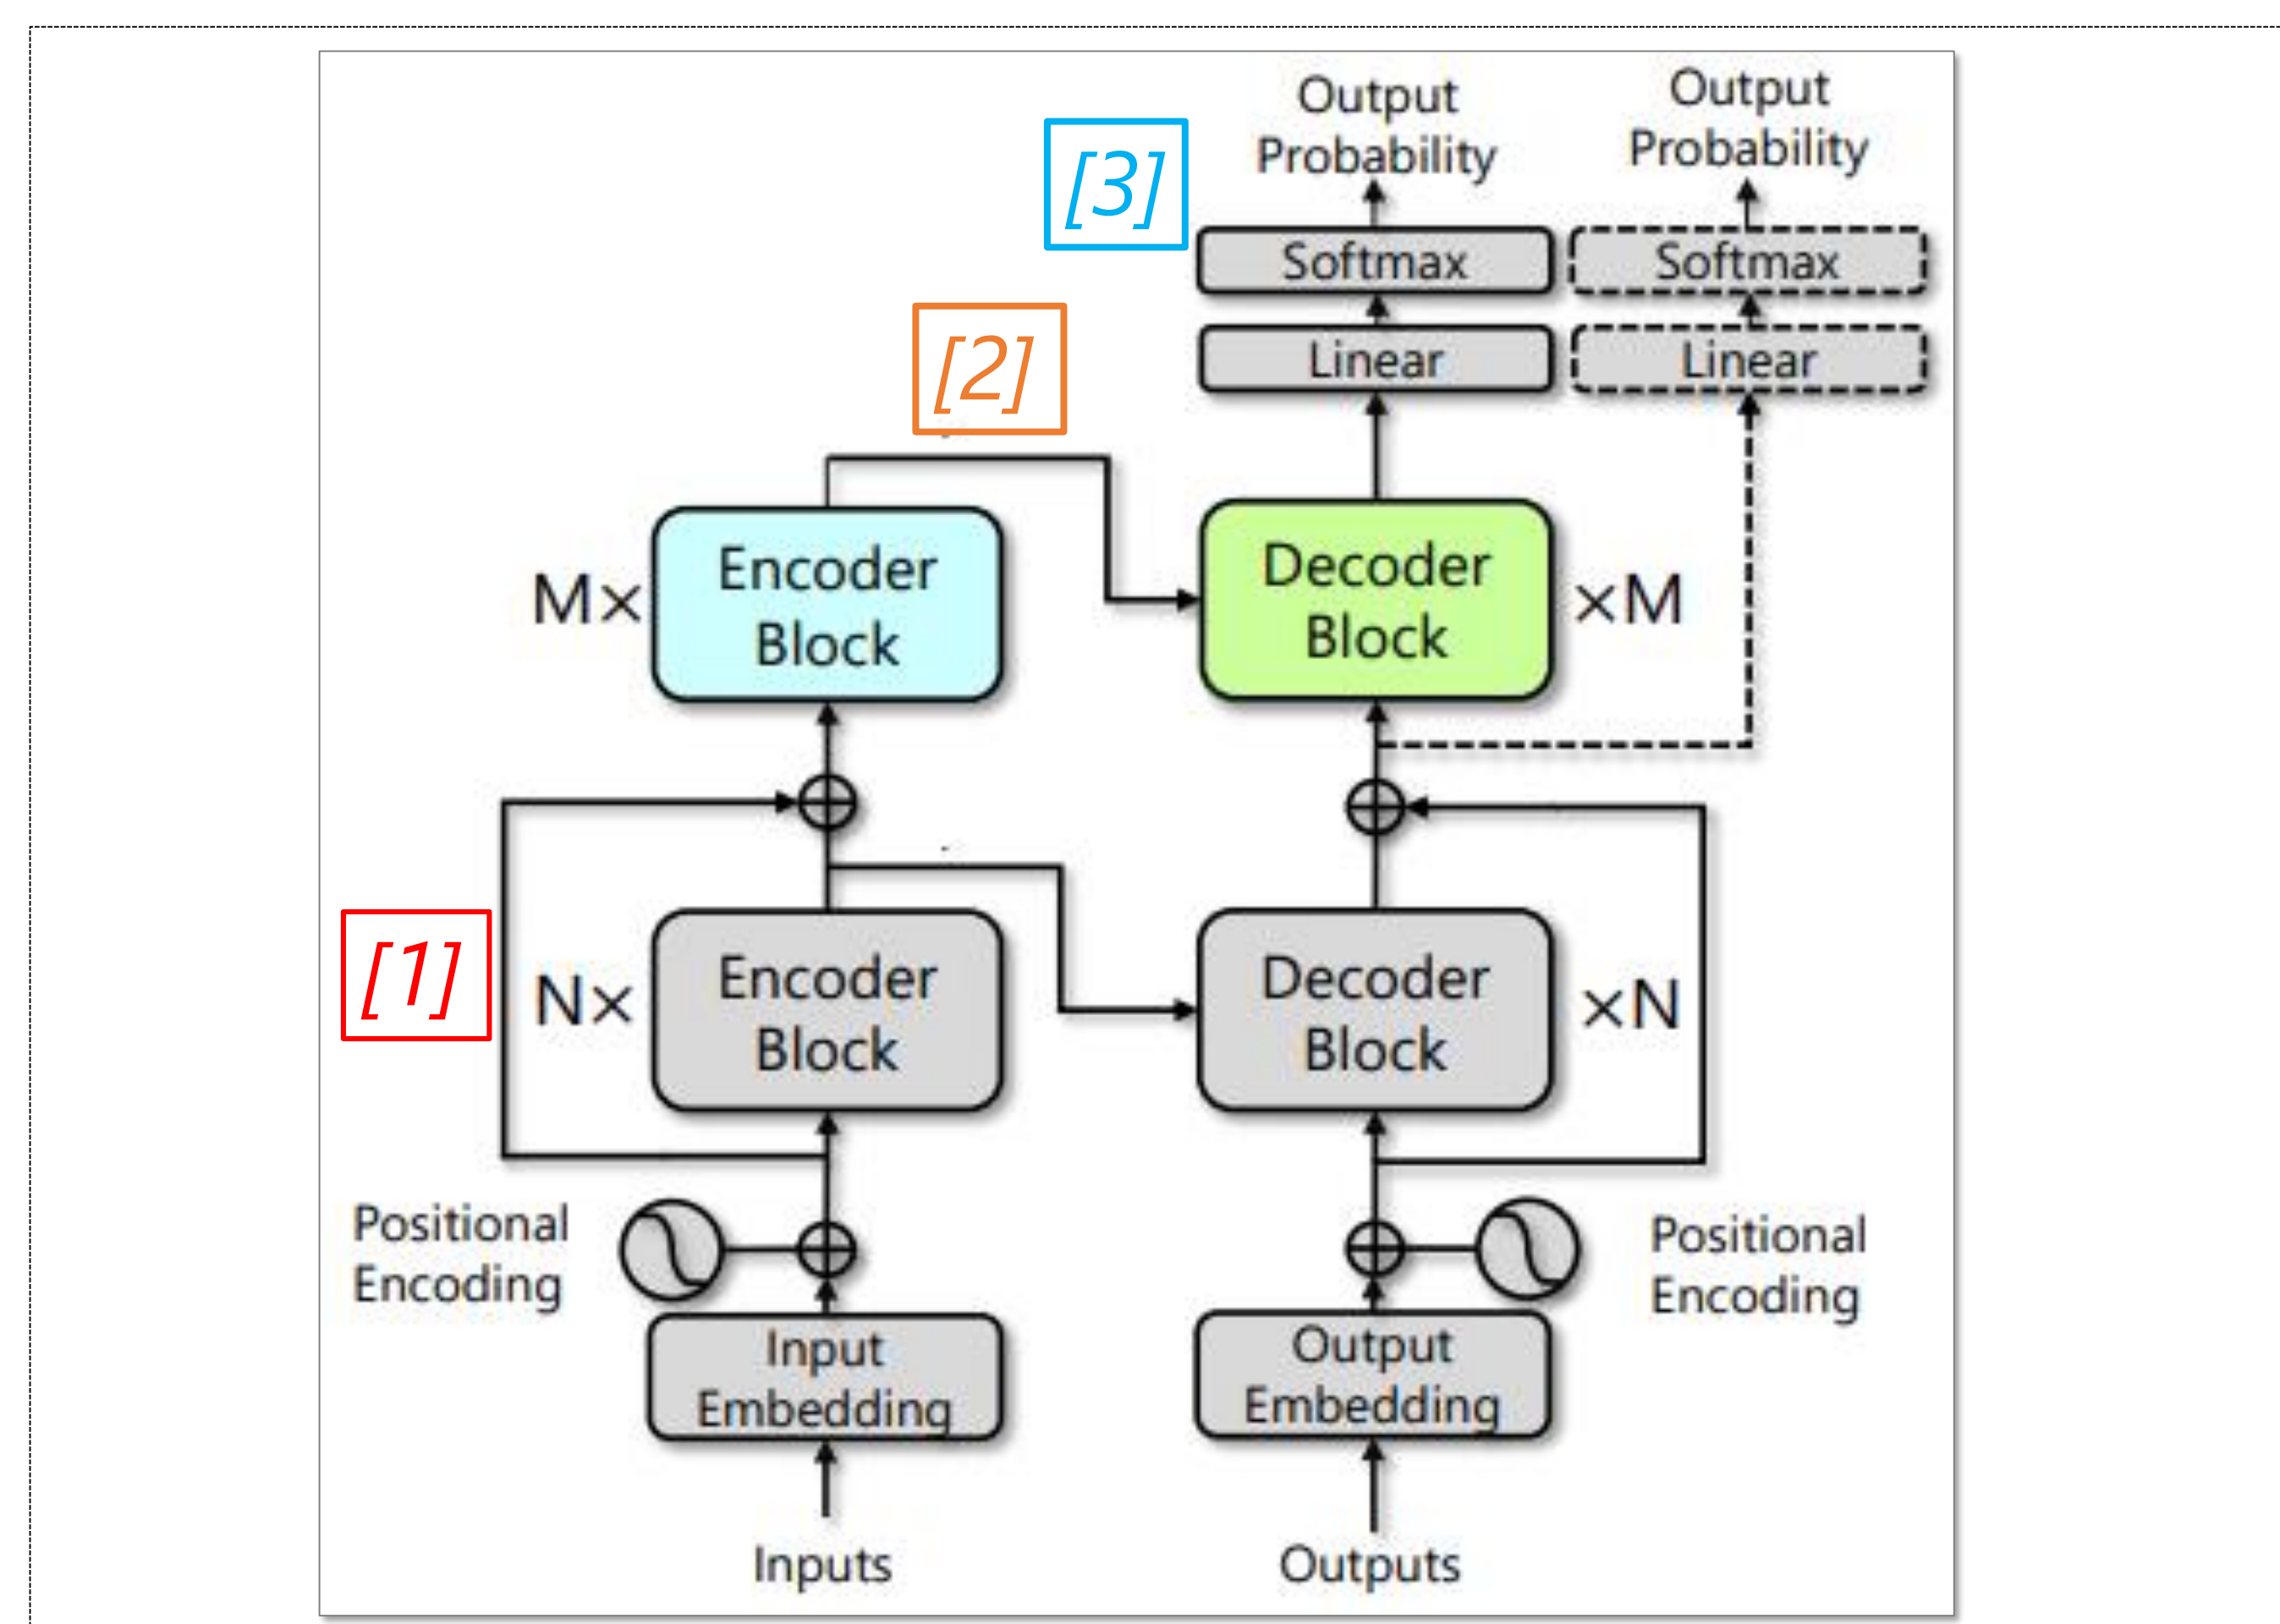 Output
Probability
Output
Probability
[3]
Softmax
Softmax
[2]
Linear
Linear
M×
Encoder
Block
Decoder
Block
×M
[1]
N×
Encoder
Block
Decoder
Block
×N
Positional
Encoding
Positional
Encoding
Input
Embedding
Output
Embedding
Inputs
Outputs